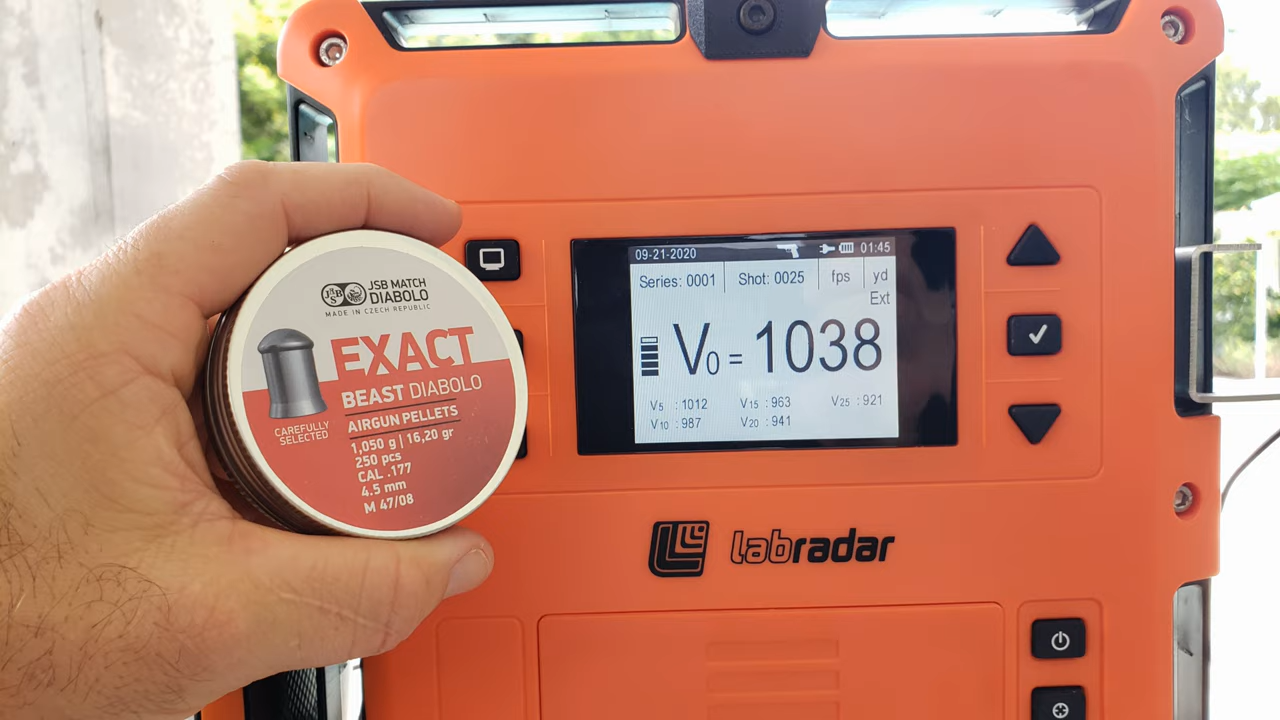 JSB MATCH
DIABOLO
MADE IN CZECH REPUBLIC
EXACT
BEAST DIABOLO
AIRGUN PELLETS
CAREFULLY
SELECTED
1,050 g | 16,20 gr
250 pcs
CAL .177
4.5 mm
M 47/08
09-21-2020 01:45
Series: 0001 Shot: 0025 fps yd
Ext
V0 = 1038
V5 : 1012 V15 : 963 V25 : 921
V10 : 987 V20 : 941
labradar